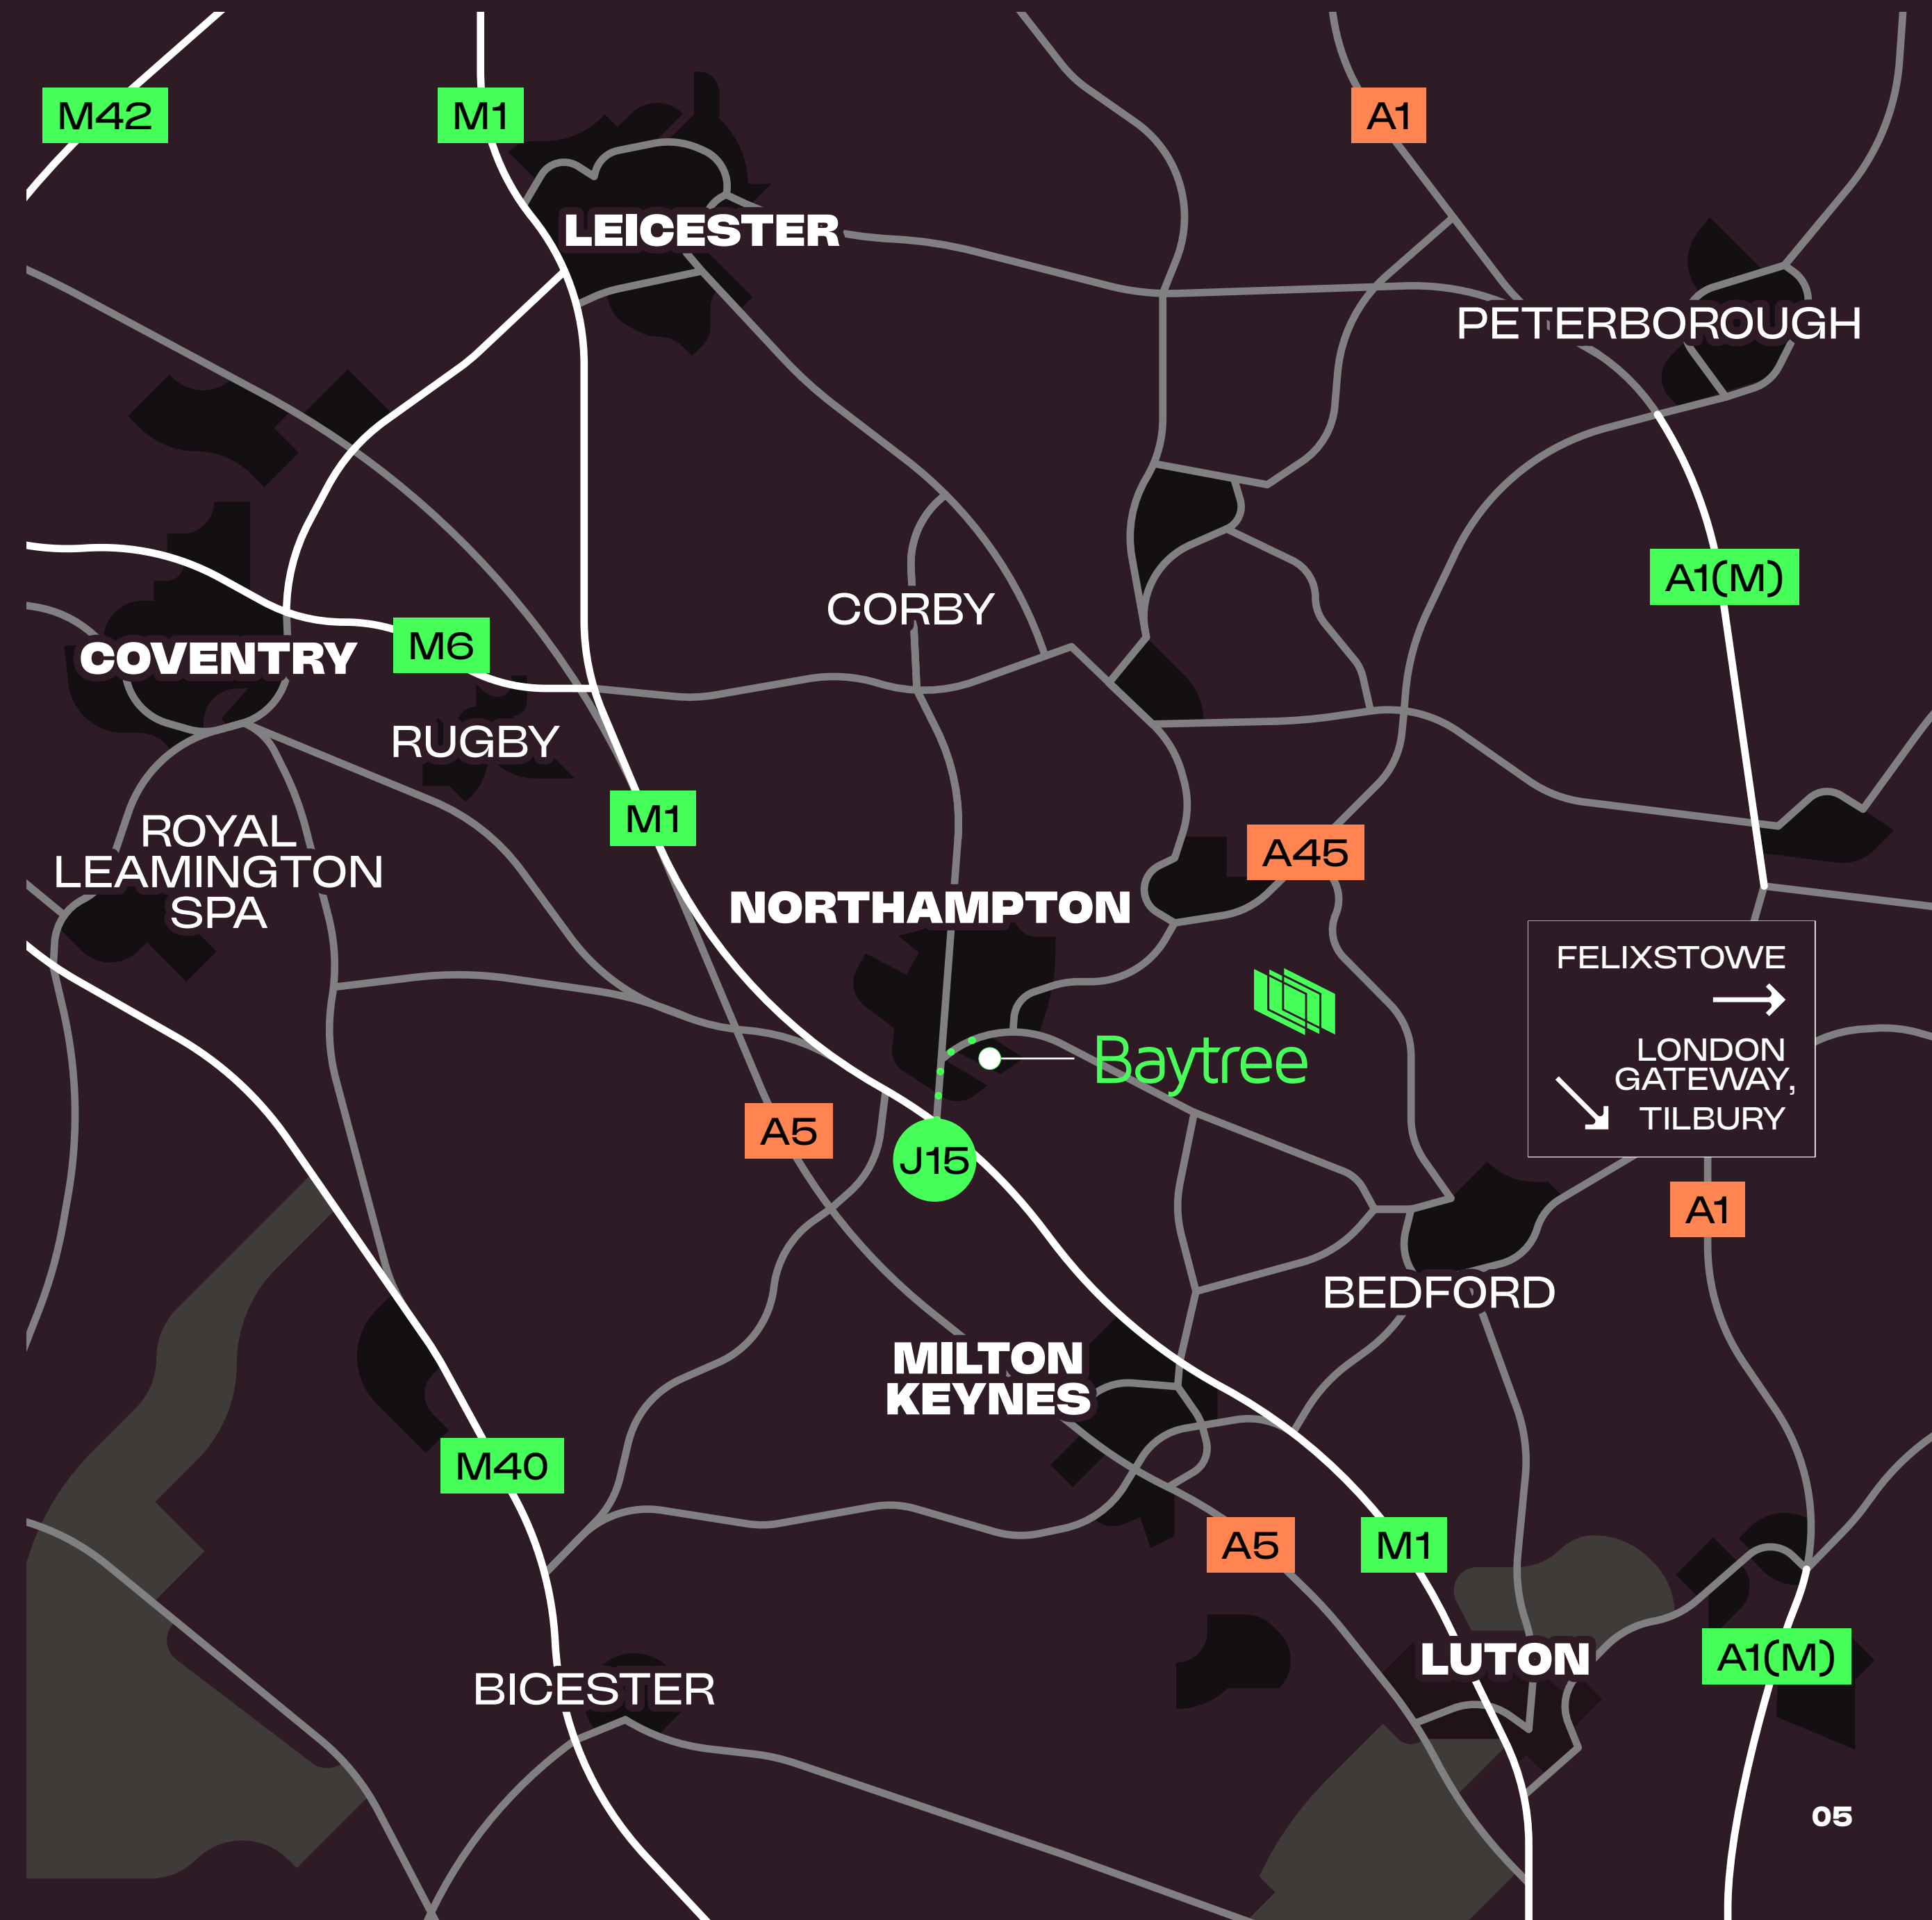 M42
M1
A1
LEICESTER
PETERBOROUGH
A1(M)
CORBY
COVENTRY
M6
RUGBY
M1
ROYAL
LEAMINGTON
SPA
A45
NORTHAMPTON
FELIXSTOWE
LONDON
GATEWAY,
TILBURY
Baytree
A5
J15
A1
BEDFORD
MILTON
KEYNES
M40
A5
M1
LUTON
A1(M)
BICESTER
05